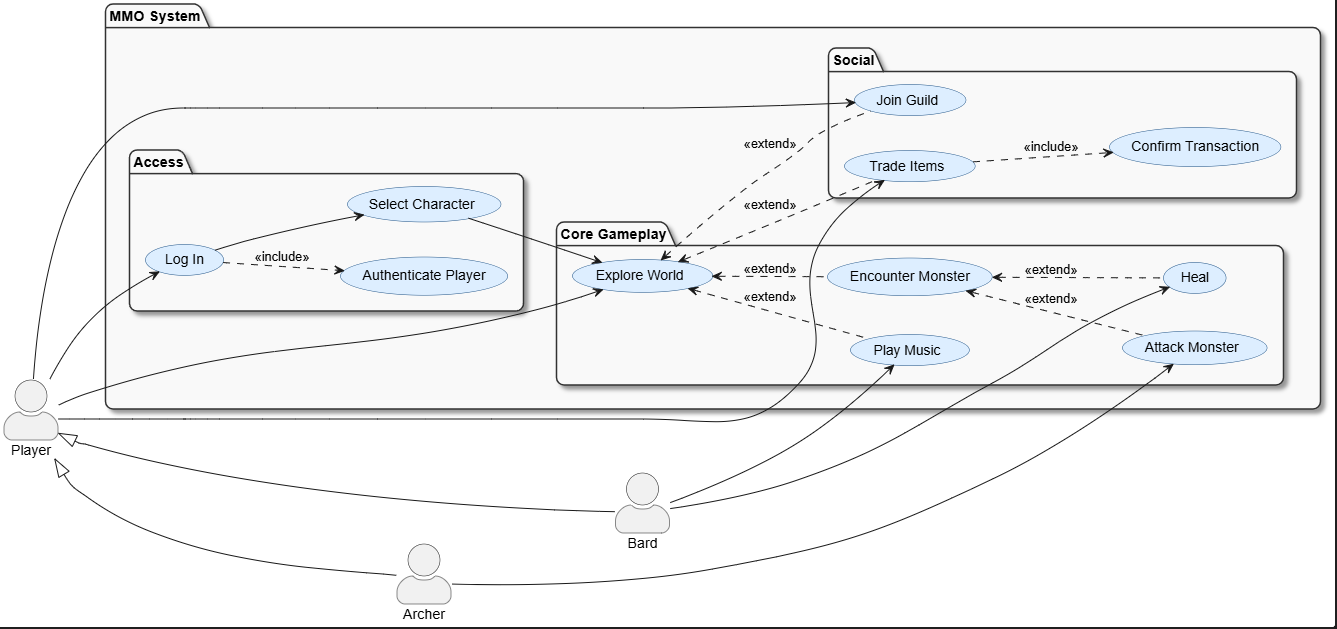 MMO System
Social
Join Guild
«extend»
Confirm Transaction
«include»
Trade Items
Access
Select Character
«extend»
Core Gameplay
Log In
«include»
Authenticate Player
Explore World
«extend»
Encounter Monster
«extend»
Heal
«extend»
«extend»
Play Music
Attack Monster
Player
Bard
Archer